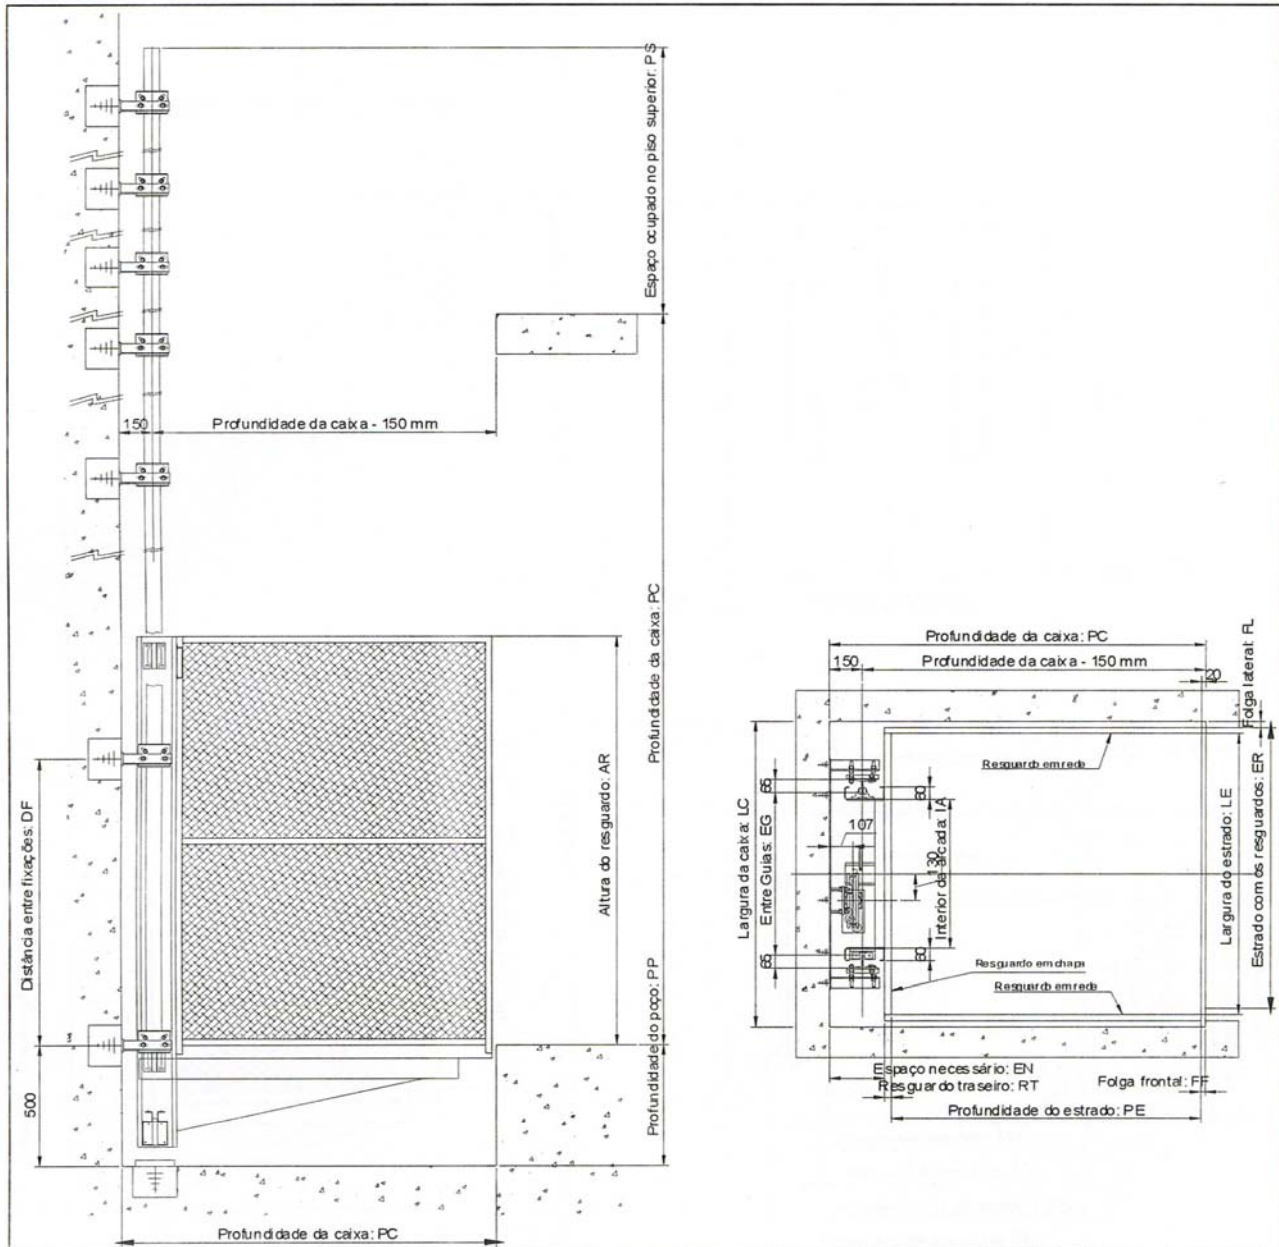 Espaço ocupado no piso superior: PS
150
Profundidade da caixa - 150 mm
Profundidade da caixa: PC
Distância entre fixações: DF
Altura do resguardo: AR
500
Profundidade do poço: PP
Profundidade da caixa: PC
Profundidade da caixa: PC
150
Profundidade da caixa - 150 mm
20
Folga lateral: FL
Resguardo em rede
65
60
107
130
Largura da caixa: LC
Entre Guias: EG
Interior da arcada: IA
Largura do estrado: LE
Estrado com os resguardos: ER
65
60
Resguardo em chapa
Resguardo em rede
Espaço necessário: EN
Resguardo traseiro: RT
Folga frontal: FF
Profundidade do estrado: PE